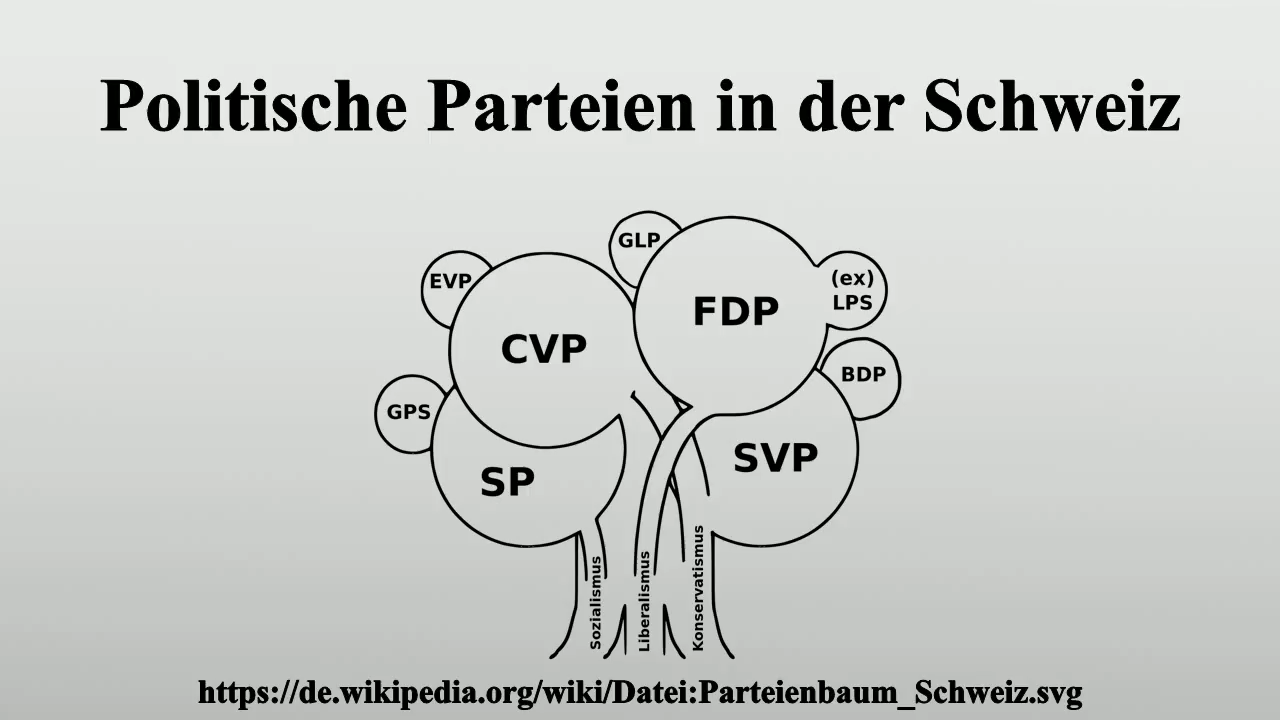 Politische Parteien in der Schweiz
GLP
EVP
(ex)
LPS
FDP
CVP
BDP
GPS
SVP
SP
Sozialismus
Liberalismus
Konservatismus
https://de.wikipedia.org/wiki/Datei:Parteienbaum_Schweiz.svg